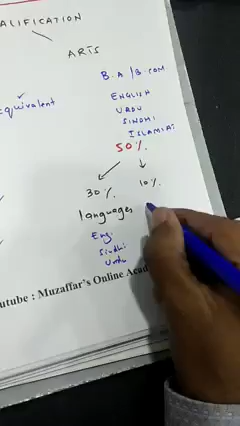 ALIFICATION
ARTS
B.A/B.COM
Equivalent
ENGLISH
URDU
SINDHI
ISLAMIAT
50%
30%
10%
languages
Eng.
Sindhi
Urdu
utube : Muzaffar's Online Acad